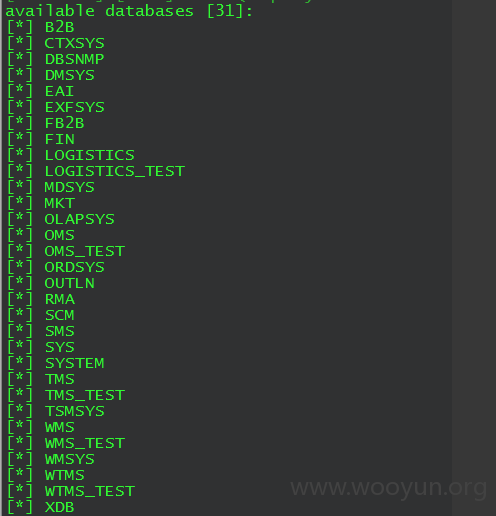 available databases [31]:
[*] B2B
[*] CTXSYS
[*] DBSNMP
[*] DMSYS
[*] EAI
[*] EXFSYS
[*] FB2B
[*] FIN
[*] LOGISTICS
[*] LOGISTICS_TEST
[*] MDSYS
[*] MKT
[*] OLAPSYS
[*] OMS
[*] OMS_TEST
[*] ORDSYS
[*] OUTLN
[*] RMA
[*] SCM
[*] SMS
[*] SYS
[*] SYSTEM
[*] TMS
[*] TMS_TEST
[*] TSMSYS
[*] WMS
[*] WMS_TEST
[*] WMSYS
[*] WTMS
[*] WTMS_TEST
[*] XDB
www.wooyun.org